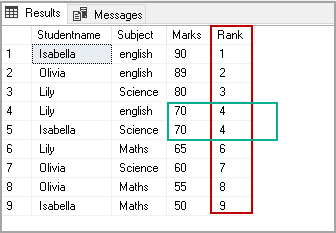 Results Messages
Studentname Subject Marks Rank
1 Isabella english 90 1
2 Olivia english 89 2
3 Lily Science 80 3
4 Lily english 70 4
5 Isabella Science 70 4
6 Lily Maths 65 6
7 Olivia Science 60 7
8 Olivia Maths 55 8
9 Isabella Maths 50 9